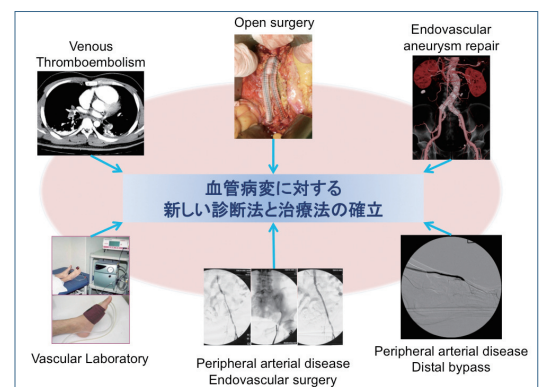 Open surgery
Venous
Thromboembolism
Endovascular
aneurysm repair
血管病変に対する
新しい診断法と治療法の確立
Vascular Laboratory
Peripheral arterial disease
Endovascular surgery
Peripheral arterial disease
Distal bypass